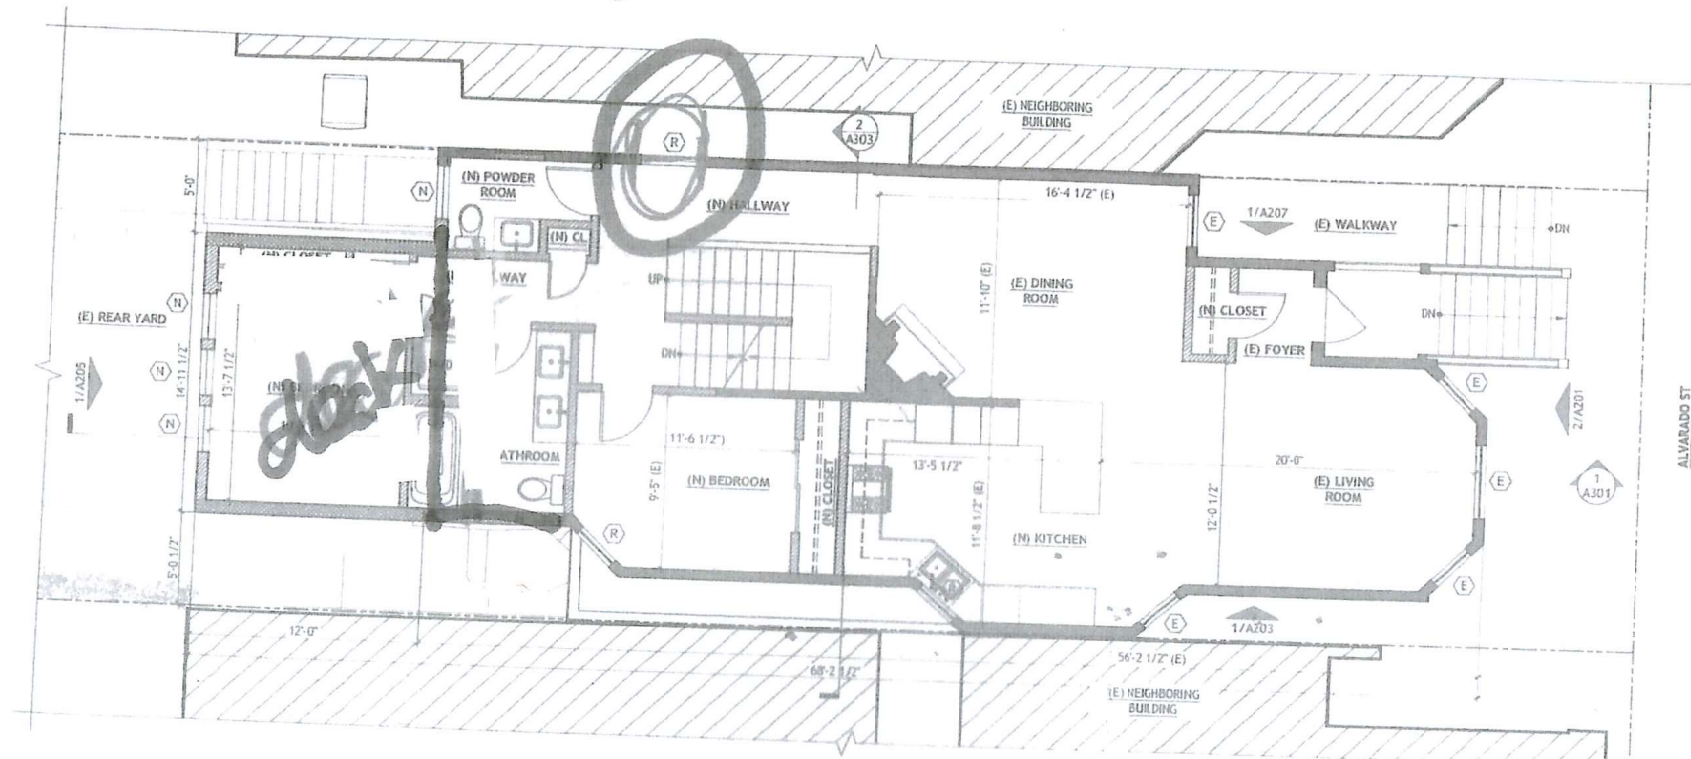 (E) NEIGHBORING
BUILDING
2
A303
R
N
(N) POWDER
ROOM
(N) HALLWAY
16'-4 1/2" (E)
E
1/A207
(E) WALKWAY
DN
5'-0"
(N) CL.
(N) CLOSET
WAY
UP
11'-10" (E)
(E) DINING
ROOM
(N) CLOSET
DN
(E) FOYER
N
(E) REAR YARD
1/A205
N
14'-11 1/2"
13'-7 1/2"
DN
E
2/A201
ALVARADO ST
N
11'-6 1/2")
9'-5" (E)
(N) BEDROOM
(N) CLOSET
13'-5 1/2"
11'-8 1/2" (E)
(N) KITCHEN
20'-0"
12'-0 1/2"
(E) LIVING
ROOM
E
1
A301
ATHROOM
R
5'-0 1/2"
E
E
1/A203
12'-0"
68'-2 1/2"
56'-2 1/2" (E)
(E) NEIGHBORING
BUILDING